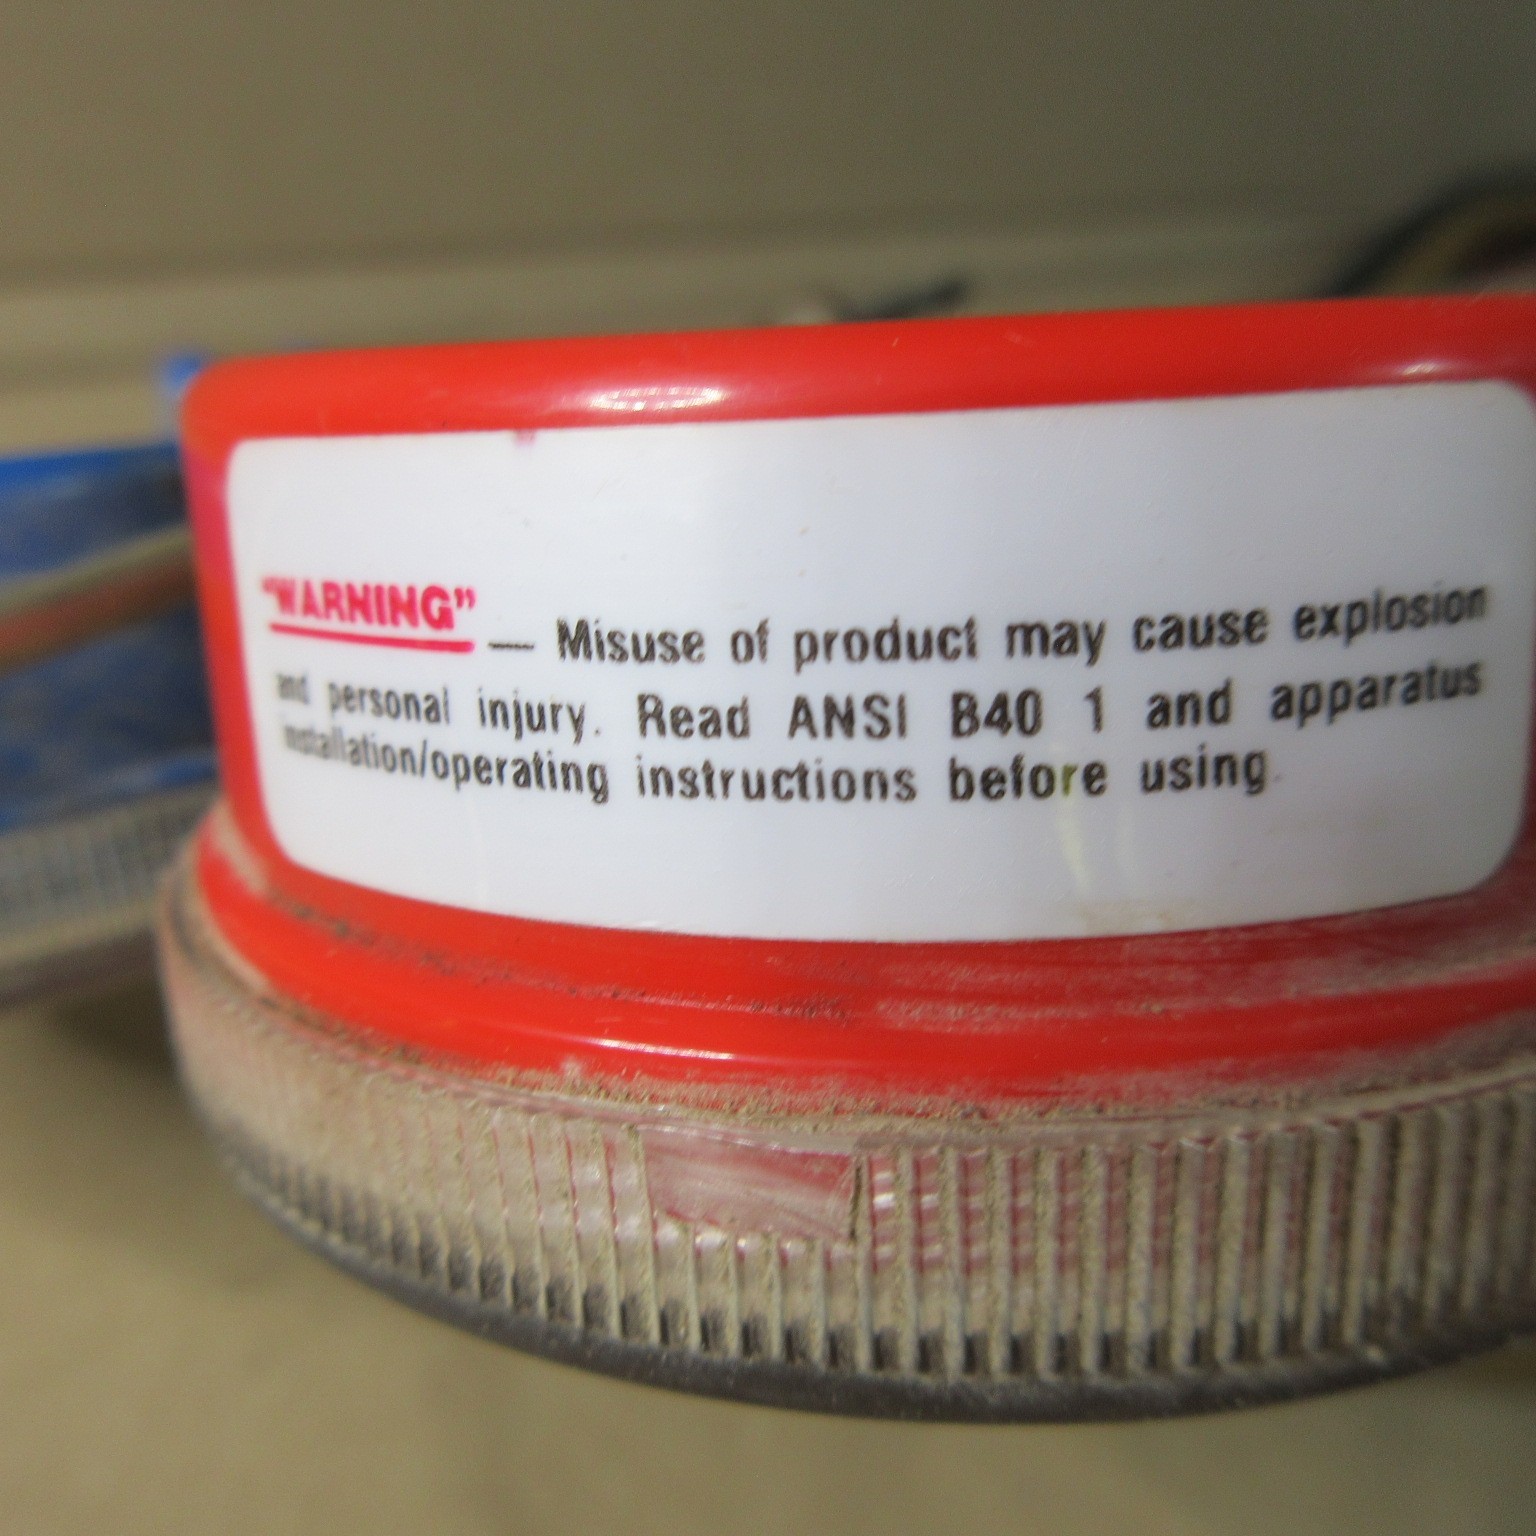 "WARNING" — Misuse of product may cause explosion
and personal injury. Read ANSI B40 1 and apparatus
installation/operating instructions before using.